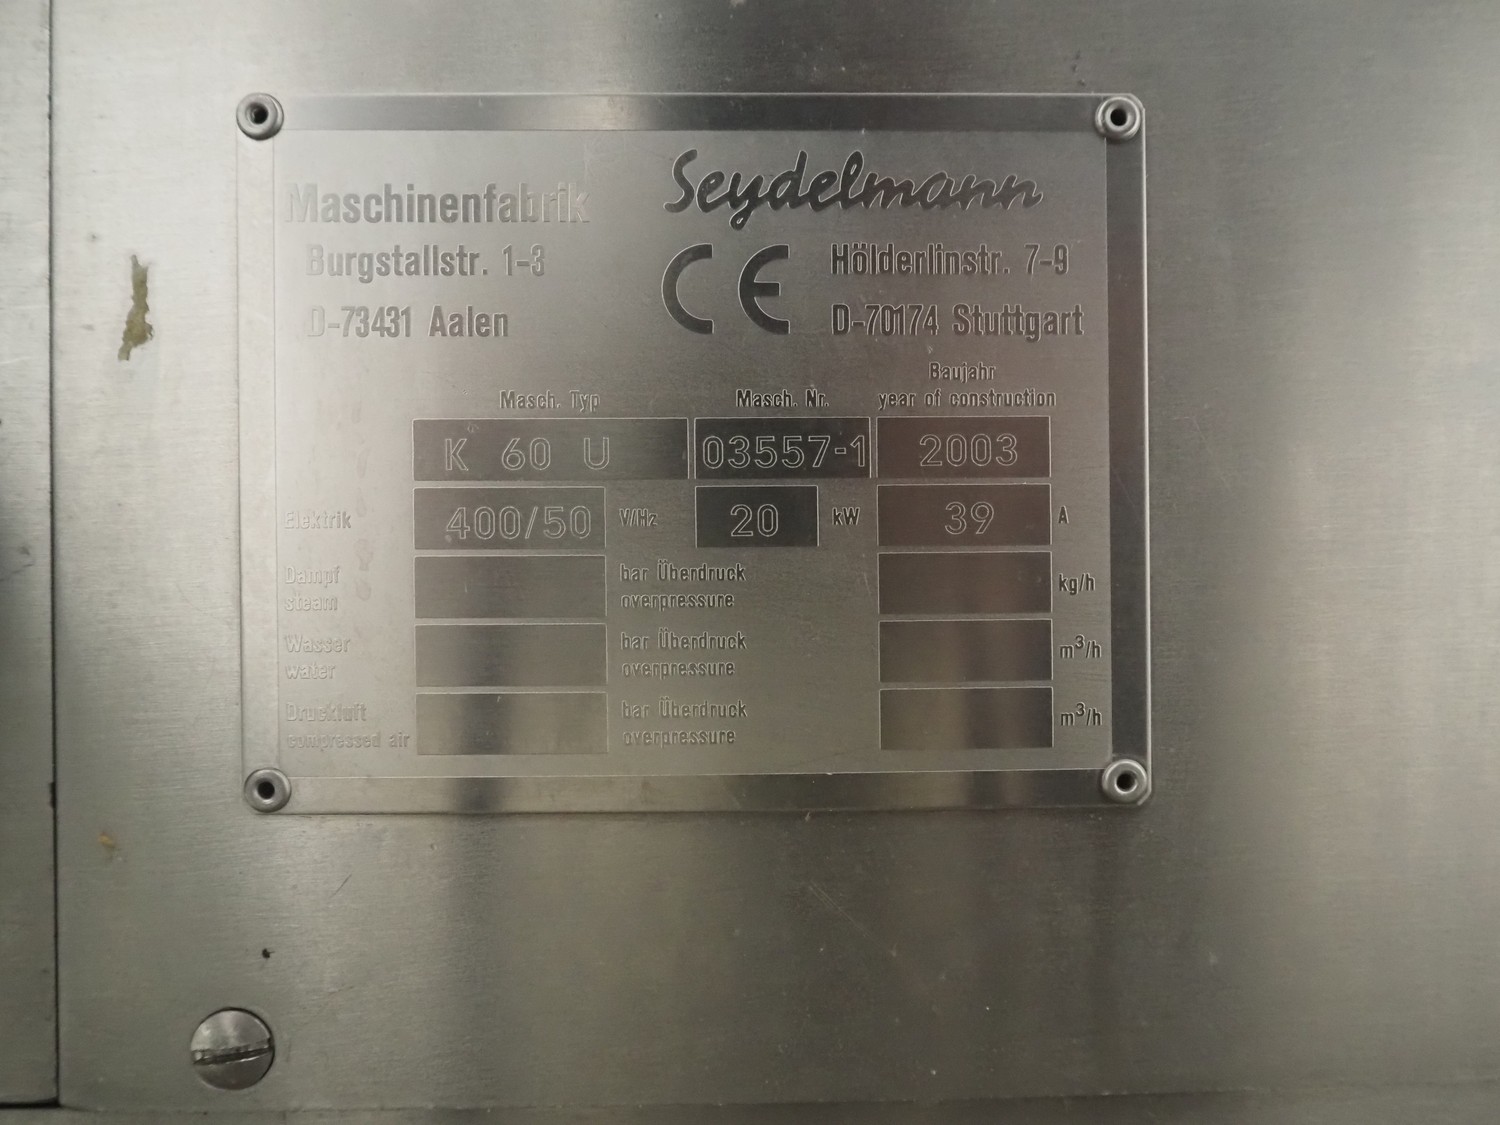 Maschinenfabrik Seydelmann
Burgstallstr. 1-3 CE Hölderlinstr. 7-9
D-73431 Aalen D-70174 Stuttgart
Baujahr
Masch. Typ Masch. Nr. year of construction
K 60 U 03557-1 2003
Elektrik 400/50 V/Hz 20 kW 39 A
Dampf bar Überdruck kg/h
steam overpressure
Wasser bar Überdruck m³/h
water overpressure
Druckluft bar Überdruck m³/h
compressed air overpressure